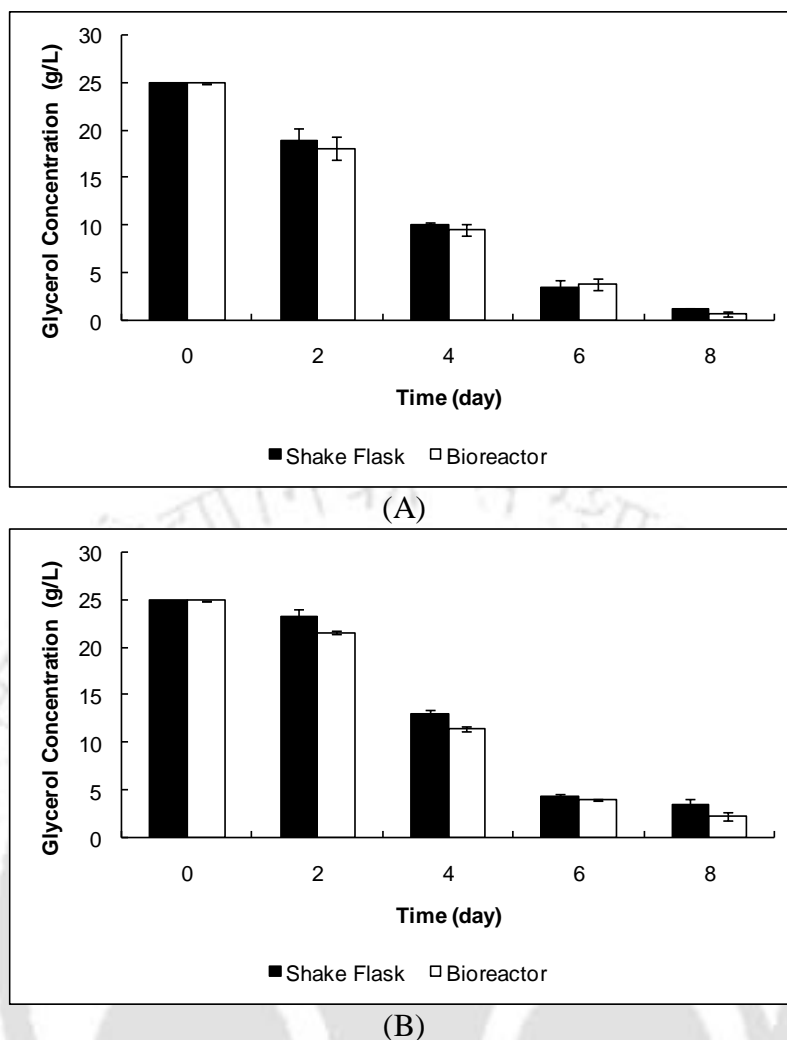 30
25
20
15
10
5
0
Glycerol Concentration (g/L)
0 2 4 6 8
Time (day)
Shake Flask Bioreactor
(A)
30
25
20
15
10
5
0
Glycerol Concentration (g/L)
0 2 4 6 8
Time (day)
Shake Flask Bioreactor
(B)